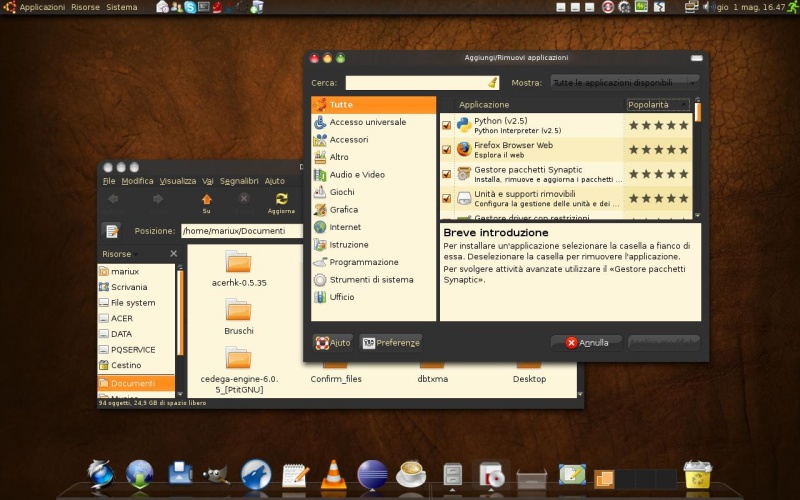 Applicazioni Risorse Sistema
gio 1 mag, 16.47
Aggiungi/Rimuovi applicazioni
Cerca:
Mostra: Tutte le applicazioni disponibili
Tutte
Accesso universale
Accessori
Altro
Audio e Video
Giochi
Grafica
Internet
Istruzione
Programmazione
Strumenti di sistema
Ufficio
Applicazione Popolarità
Python (v2.5)
Python Interpreter (v2.5)
Firefox Browser Web
Esplora il web
Gestore pacchetti Synaptic
Installa, rimuove e aggiorna i pacchetti ...
Unità e supporti rimovibili
Configura la gestione delle unità e dei ...
Gestore driver con restrizioni
Breve introduzione
Per installare un'applicazione selezionare la casella a fianco di
essa. Deselezionare la casella per rimuovere l'applicazione.
Per svolgere attività avanzate utilizzare il «Gestore pacchetti
Synaptic».
Aiuto Preferenze Annulla
File Modifica Visualizza Vai Segnalibri Aiuto
Su Aggiorna
Posizione: /home/mariux/Documenti
Risorse
mariux
Scrivania
File system
ACER
DATA
PQSERVICE
Cestino
Documenti
Musica
acerhk-0.5.35
Bruschi
cedega-engine-6.0.
5_[PtitGNU]
Confirm_files
dbtxma
Desktop
94 oggetti, 24,9 GB di spazio libero